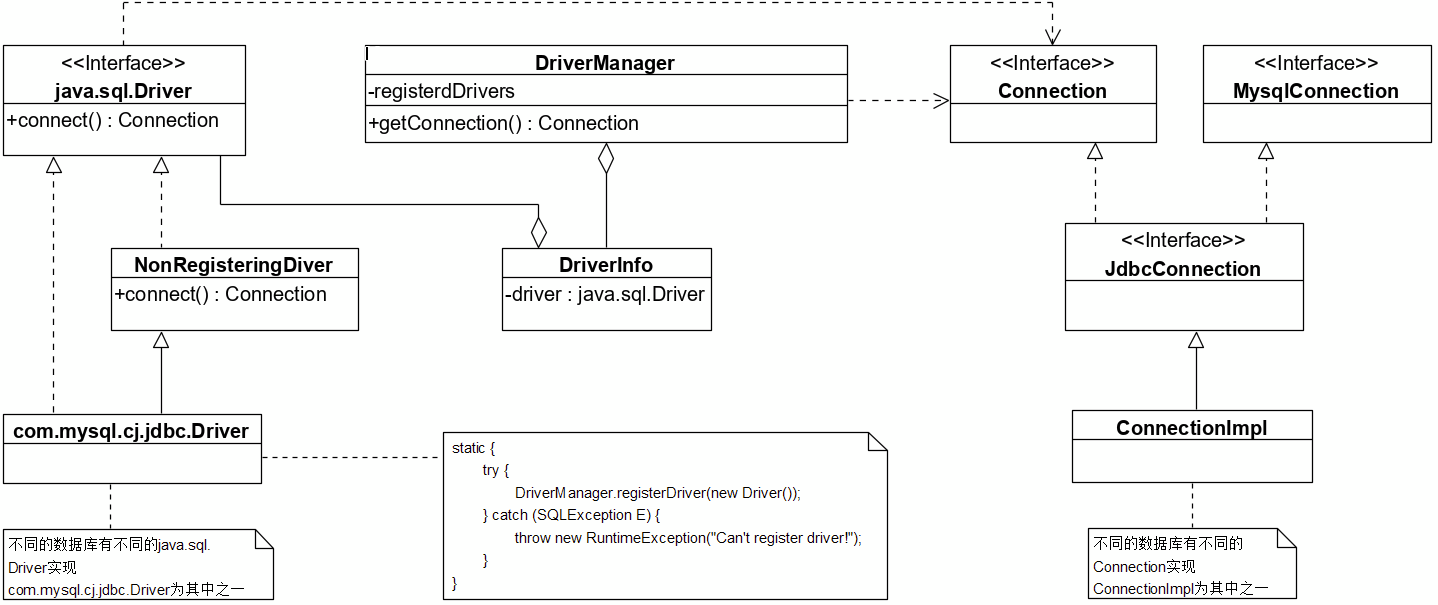 <<Interface>>
java.sql.Driver
+connect() : Connection
DriverManager
-registerdDrivers
+getConnection() : Connection
<<Interface>>
Connection
<<Interface>>
MysqlConnection
NonRegisteringDiver
+connect() : Connection
DriverInfo
-driver : java.sql.Driver
<<Interface>>
JdbcConnection
com.mysql.cj.jdbc.Driver
ConnectionImpl
static {
try {
DriverManager.registerDriver(new Driver());
} catch (SQLException E) {
throw new RuntimeException("Can't register driver!");
}
}
不同的数据库有不同的java.sql.
Driver实现
com.mysql.cj.jdbc.Driver为其中之一
不同的数据库有不同的
Connection实现
ConnectionImpl为其中之一